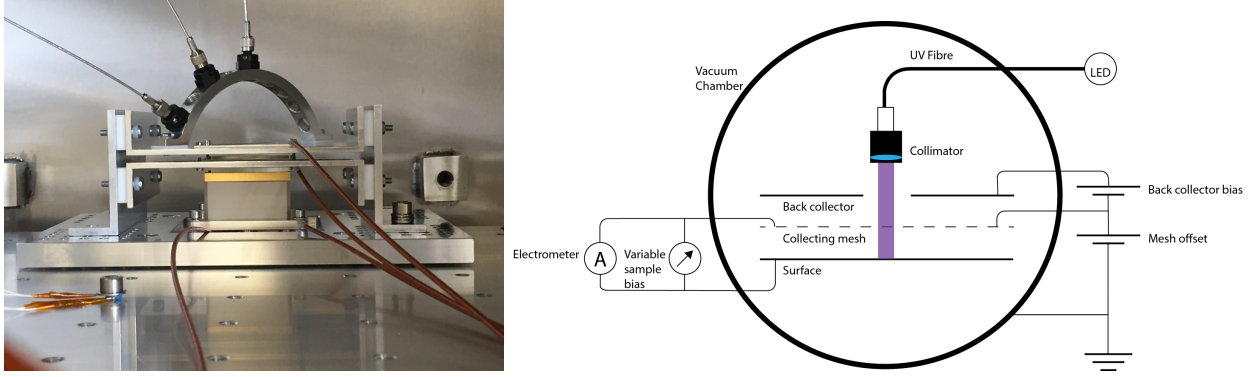 UV Fibre
LED
Vacuum
Chamber
Collimator
Back collector
Back collector bias
Collecting mesh
Mesh offset
Electrometer
A
Variable
sample
bias
Surface